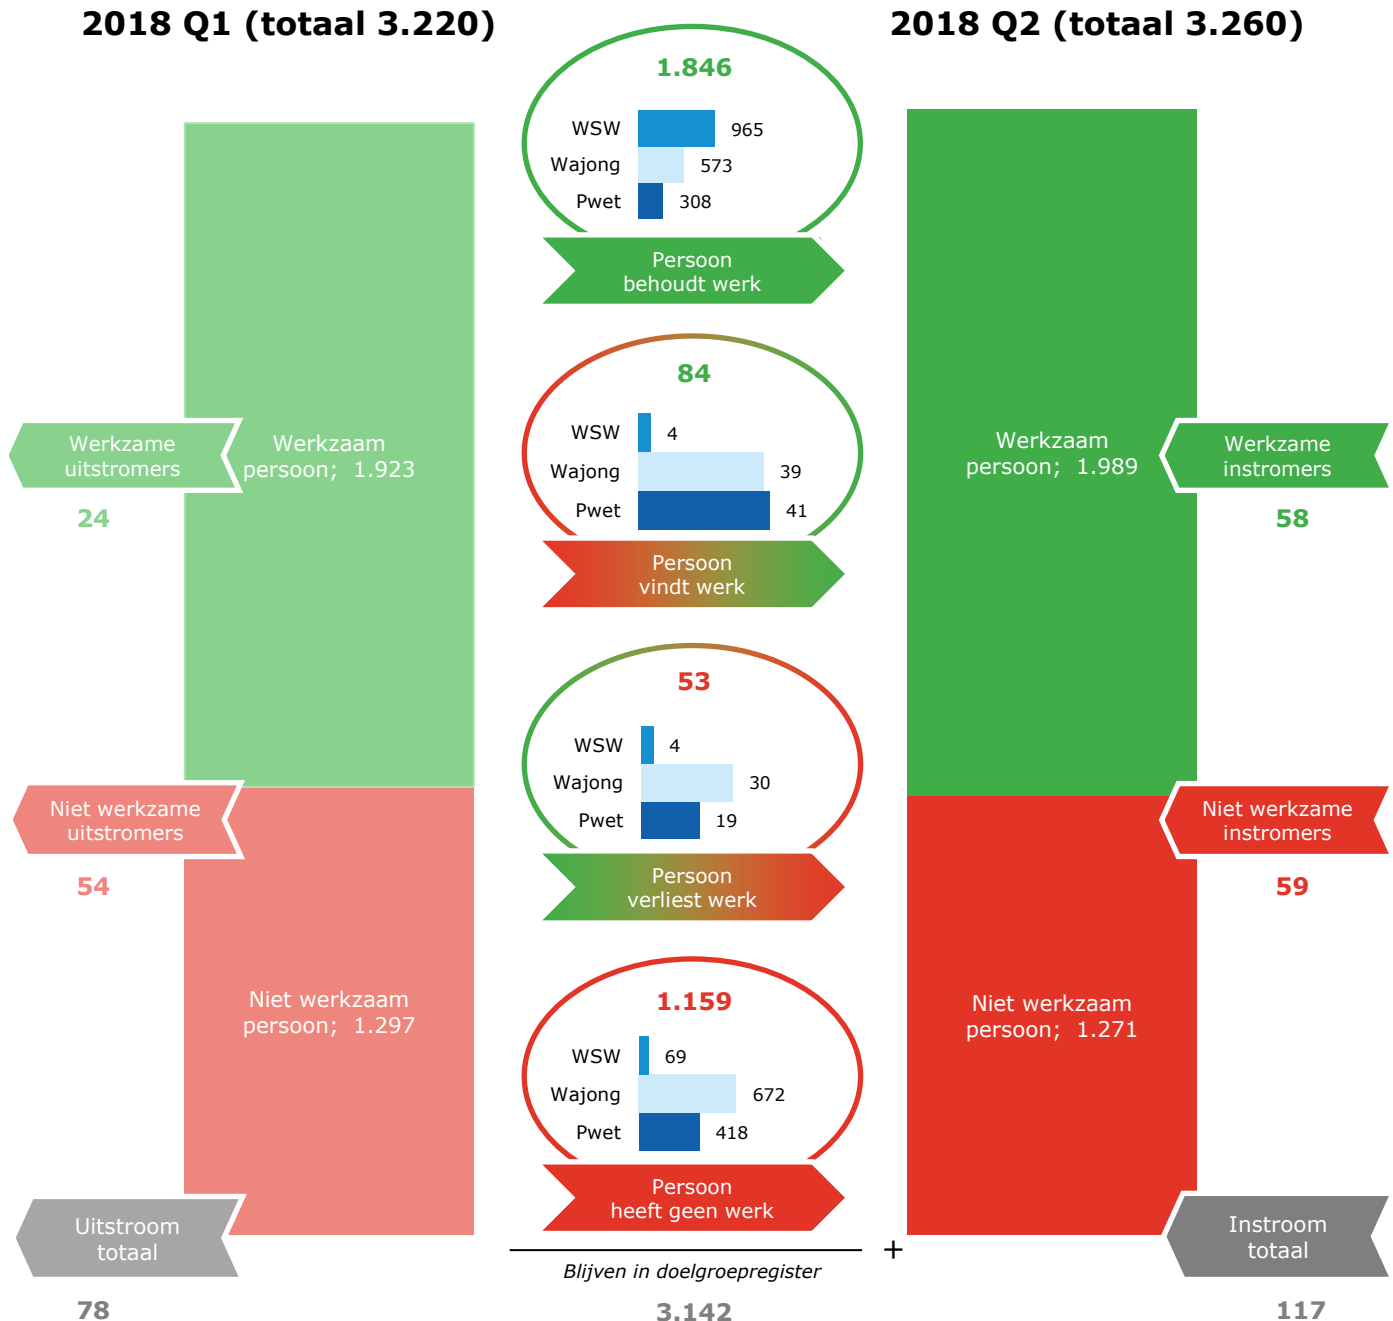 2018 Q1 (totaal 3.220)
2018 Q2 (totaal 3.260)
1.846
WSW 965
Wajong 573
Pwet 308
Persoon
behoudt werk
84
WSW 4
Wajong 39
Pwet 41
Persoon
vindt werk
53
WSW 4
Wajong 30
Pwet 19
Persoon
verliest werk
1.159
WSW 69
Wajong 672
Pwet 418
Persoon
heeft geen werk
Blijven in doelgroepregister
3.142
+
Werkzame
uitstromers
24
Werkzaam
persoon; 1.923
Niet werkzame
uitstromers
54
Niet werkzaam
persoon; 1.297
Uitstroom
totaal
78
Werkzaam
persoon; 1.989
Werkzame
instromers
58
Niet werkzame
instromers
59
Niet werkzaam
persoon; 1.271
Instroom
totaal
117